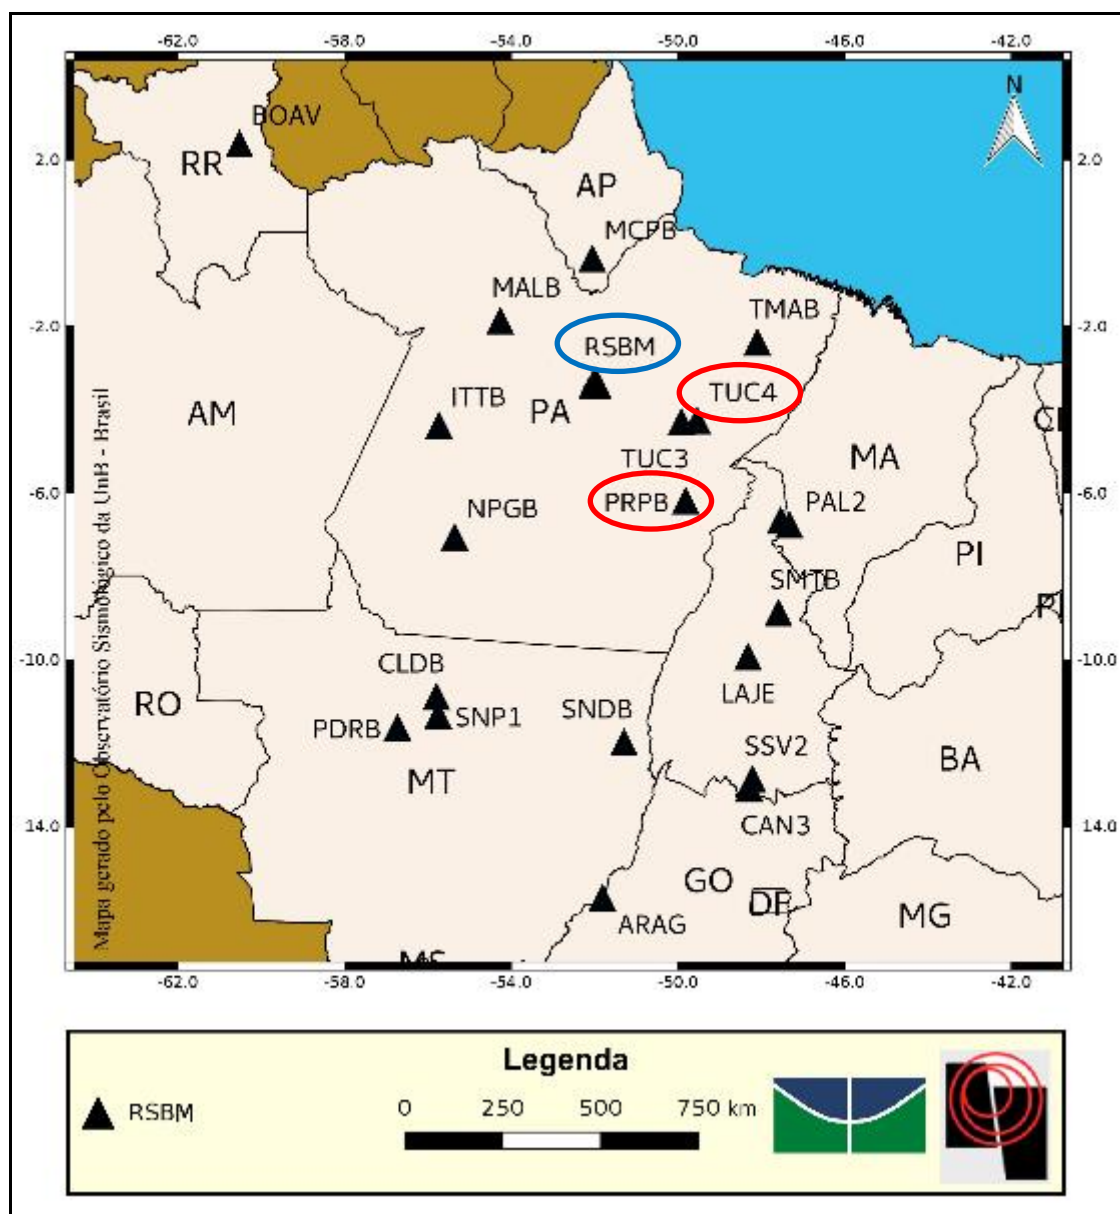 -62.0 -58.0 -54.0 -50.0 -46.0 -42.0
N
BOAV
2.0 RR 2.0
AP
MCPB
MALB
TMAB
-2.0 -2.0
RSBM
TUC4
ITTB
AM PA
MA
TUC3
-6.0 PRPB PAL2 -6.0
NPGB
PI
SMTB
-10.0 -10.0
CLDB
RO LAJE
PDRB SNP1 SNDB
SSV2
MT BA
14.0 CAN3 14.0
GO DF MG
ARAG
MS
-62.0 -58.0 -54.0 -50.0 -46.0 -42.0
Mapa gerado pelo Observatório Sismológico da UnB - Brasil
Legenda
RSBM
0 250 500 750 km